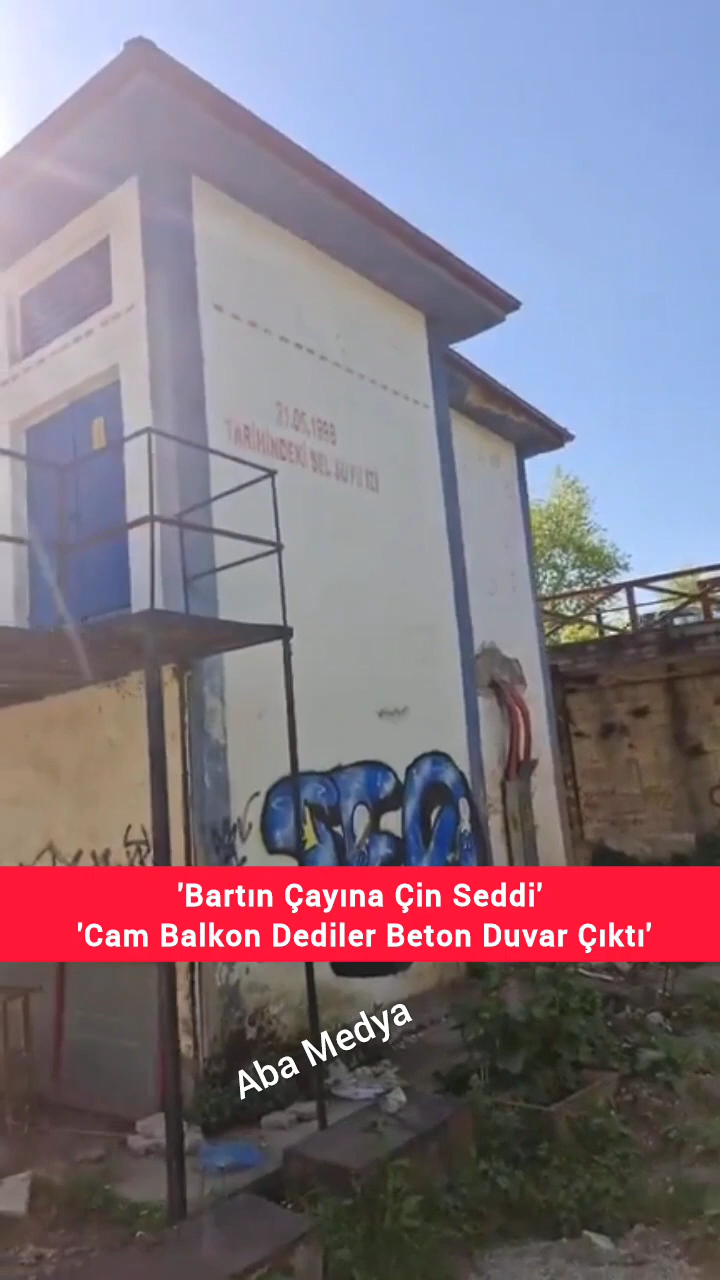 21.05.1998
TARİHİNDEKİ SEL SUYU İZİ
'Bartın Çayına Çin Seddi'
'Cam Balkon Dediler Beton Duvar Çıktı'
Aba Medya